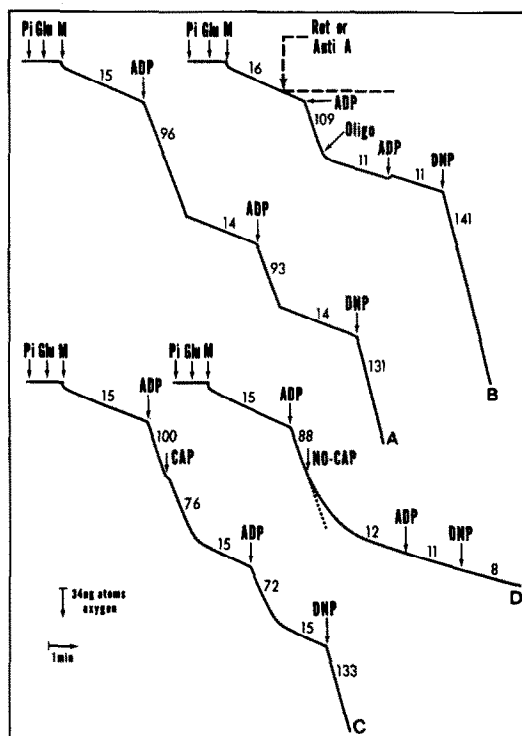 Pi Glu M
15
ADP
96
14
ADP
93
14
DNP
131
A
Pi Glu M
16
Rot or
Anti A
ADP
109
Oligo
11
ADP
11
DNP
141
B
Pi Glu M
15
ADP
100
CAP
76
15
ADP
72
15
DNP
133
C
Pi Glu M
15
ADP
88
NO-CAP
12
ADP
11
DNP
8
D
34ng atoms
oxygen
1min